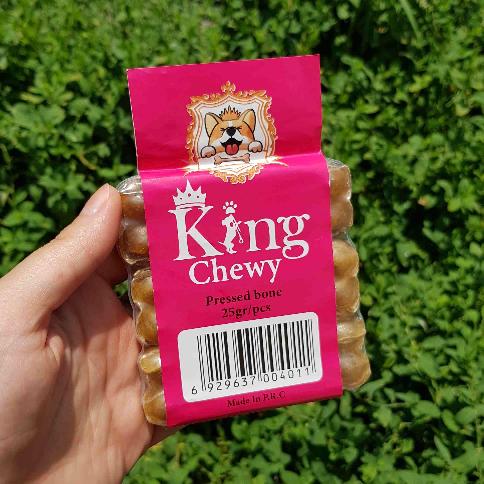 King
Chewy
Pressed bone
25gr/pcs
6 929637 004011
Made In P.R.C